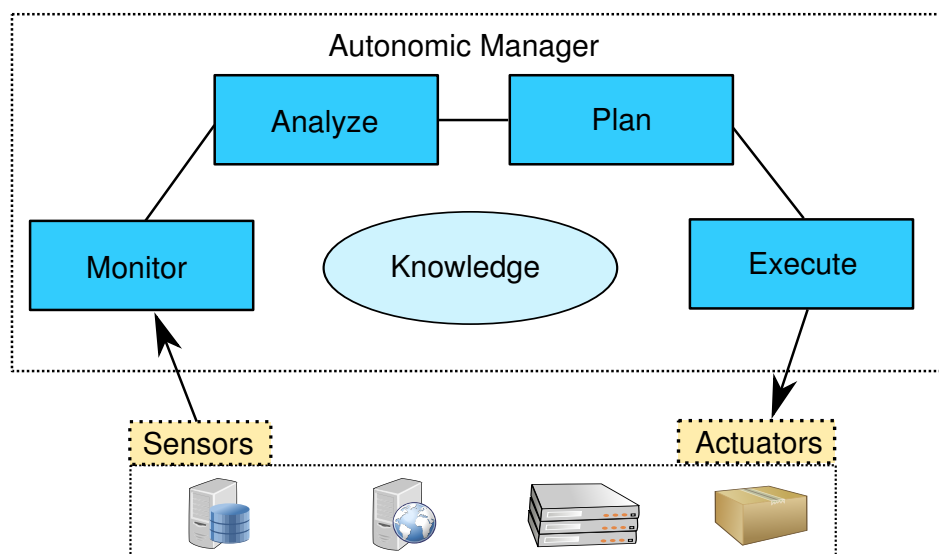 Autonomic Manager
Analyze
Plan
Monitor
Knowledge
Execute
Sensors
Actuators